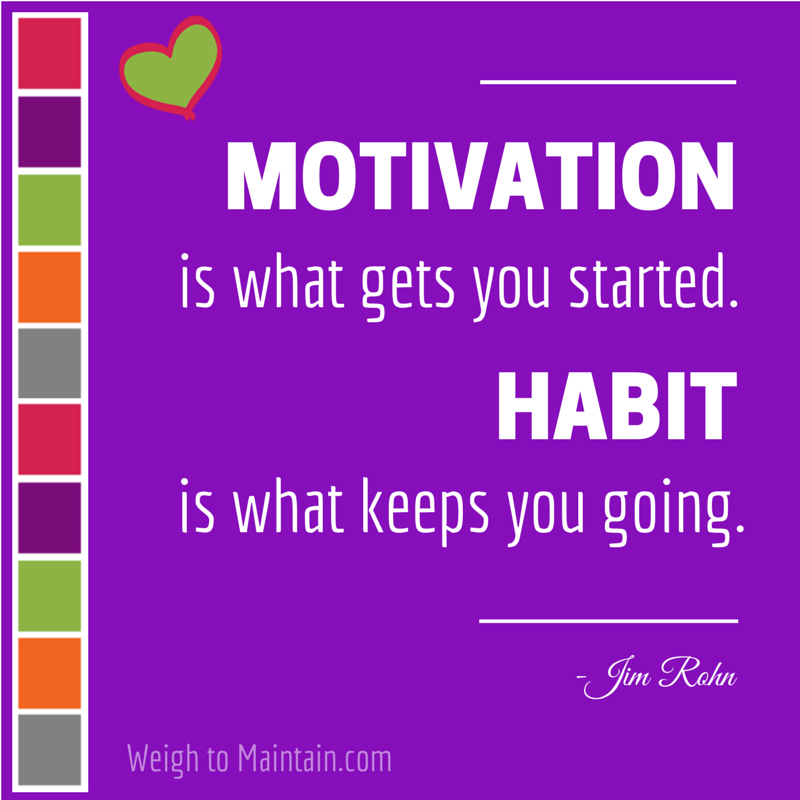 MOTIVATION
is what gets you started.
HABIT
is what keeps you going.
-Jim Rohn
Weigh to Maintain.com